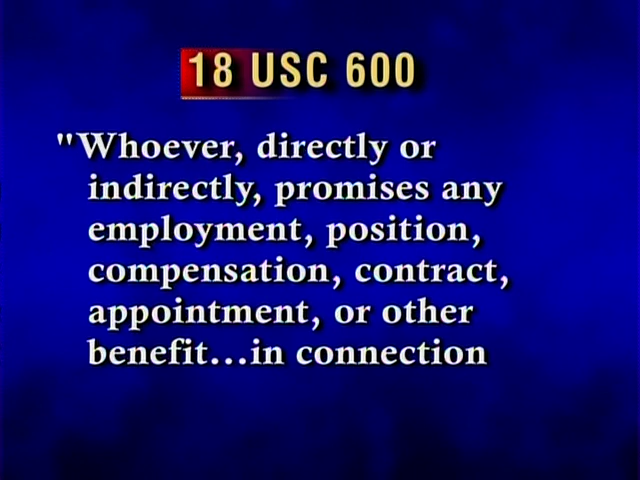 18 USC 600
"Whoever, directly or
indirectly, promises any
employment, position,
compensation, contract,
appointment, or other
benefit...in connection